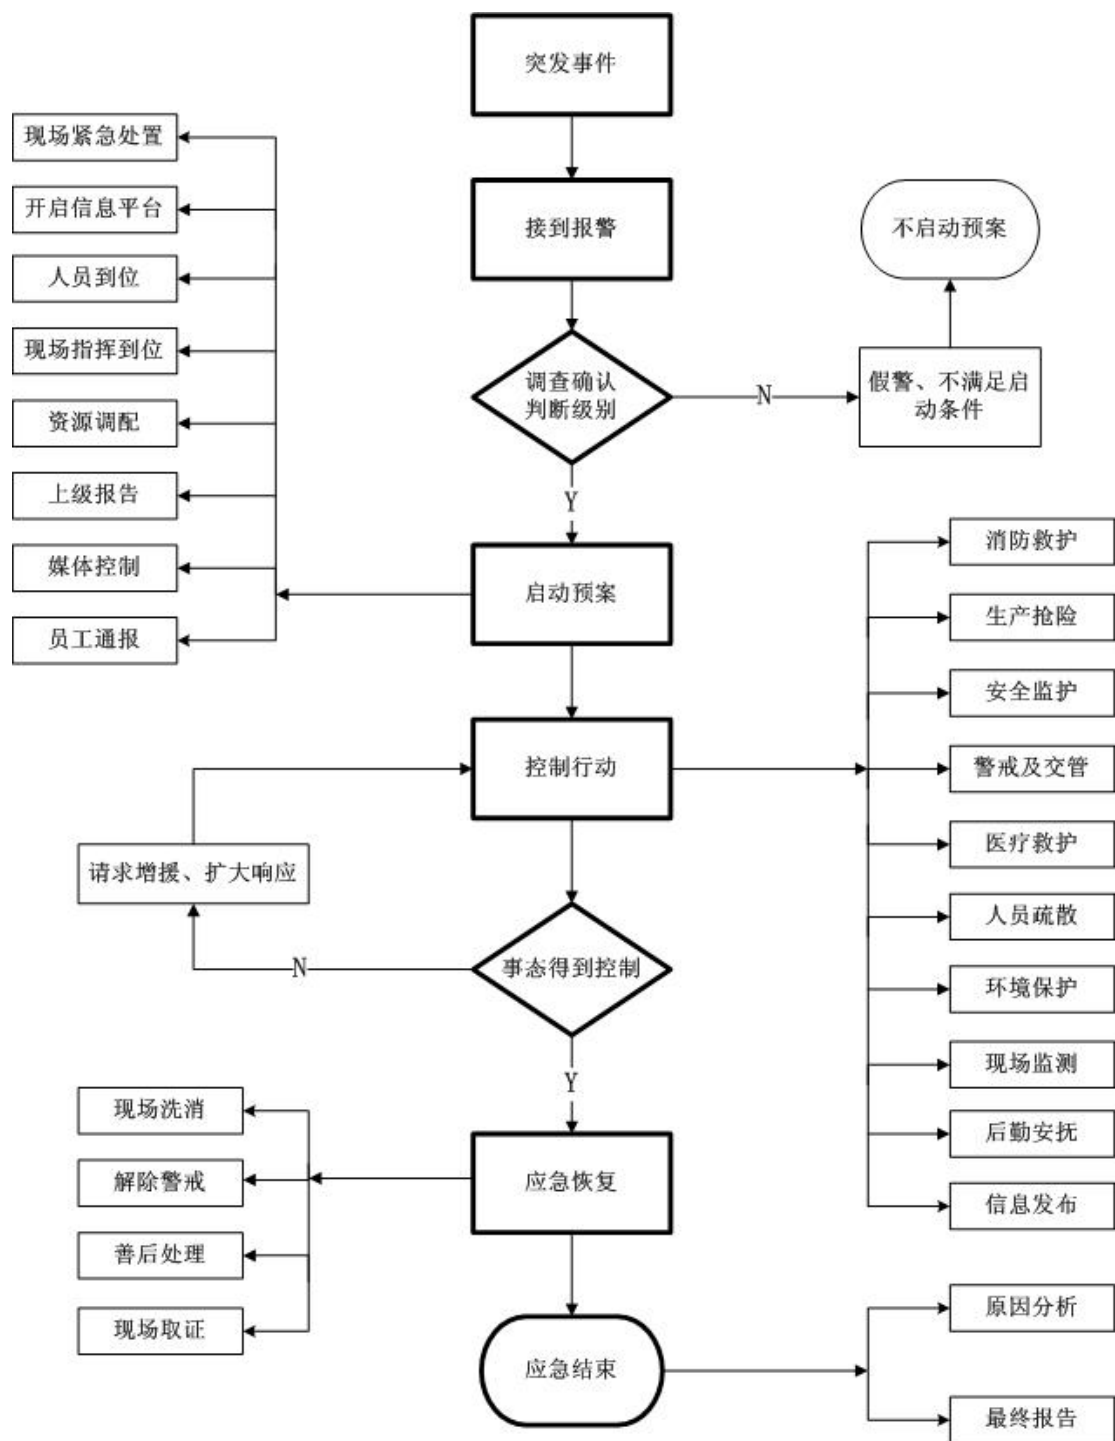 突发事件
现场紧急处置
开启信息平台
接到报警
不启动预案
人员到位
现场指挥到位
调查确认
判断级别
N
假警、不满足启
动条件
资源调配
上级报告
Y
消防救护
媒体控制
启动预案
生产抢险
员工通报
安全监护
控制行动
警戒及交管
请求增援、扩大响应
医疗救护
人员疏散
事态得到控制
N
环境保护
现场监测
Y
现场洗消
后勤安抚
解除警戒
应急恢复
信息发布
善后处理
原因分析
现场取证
应急结束
最终报告